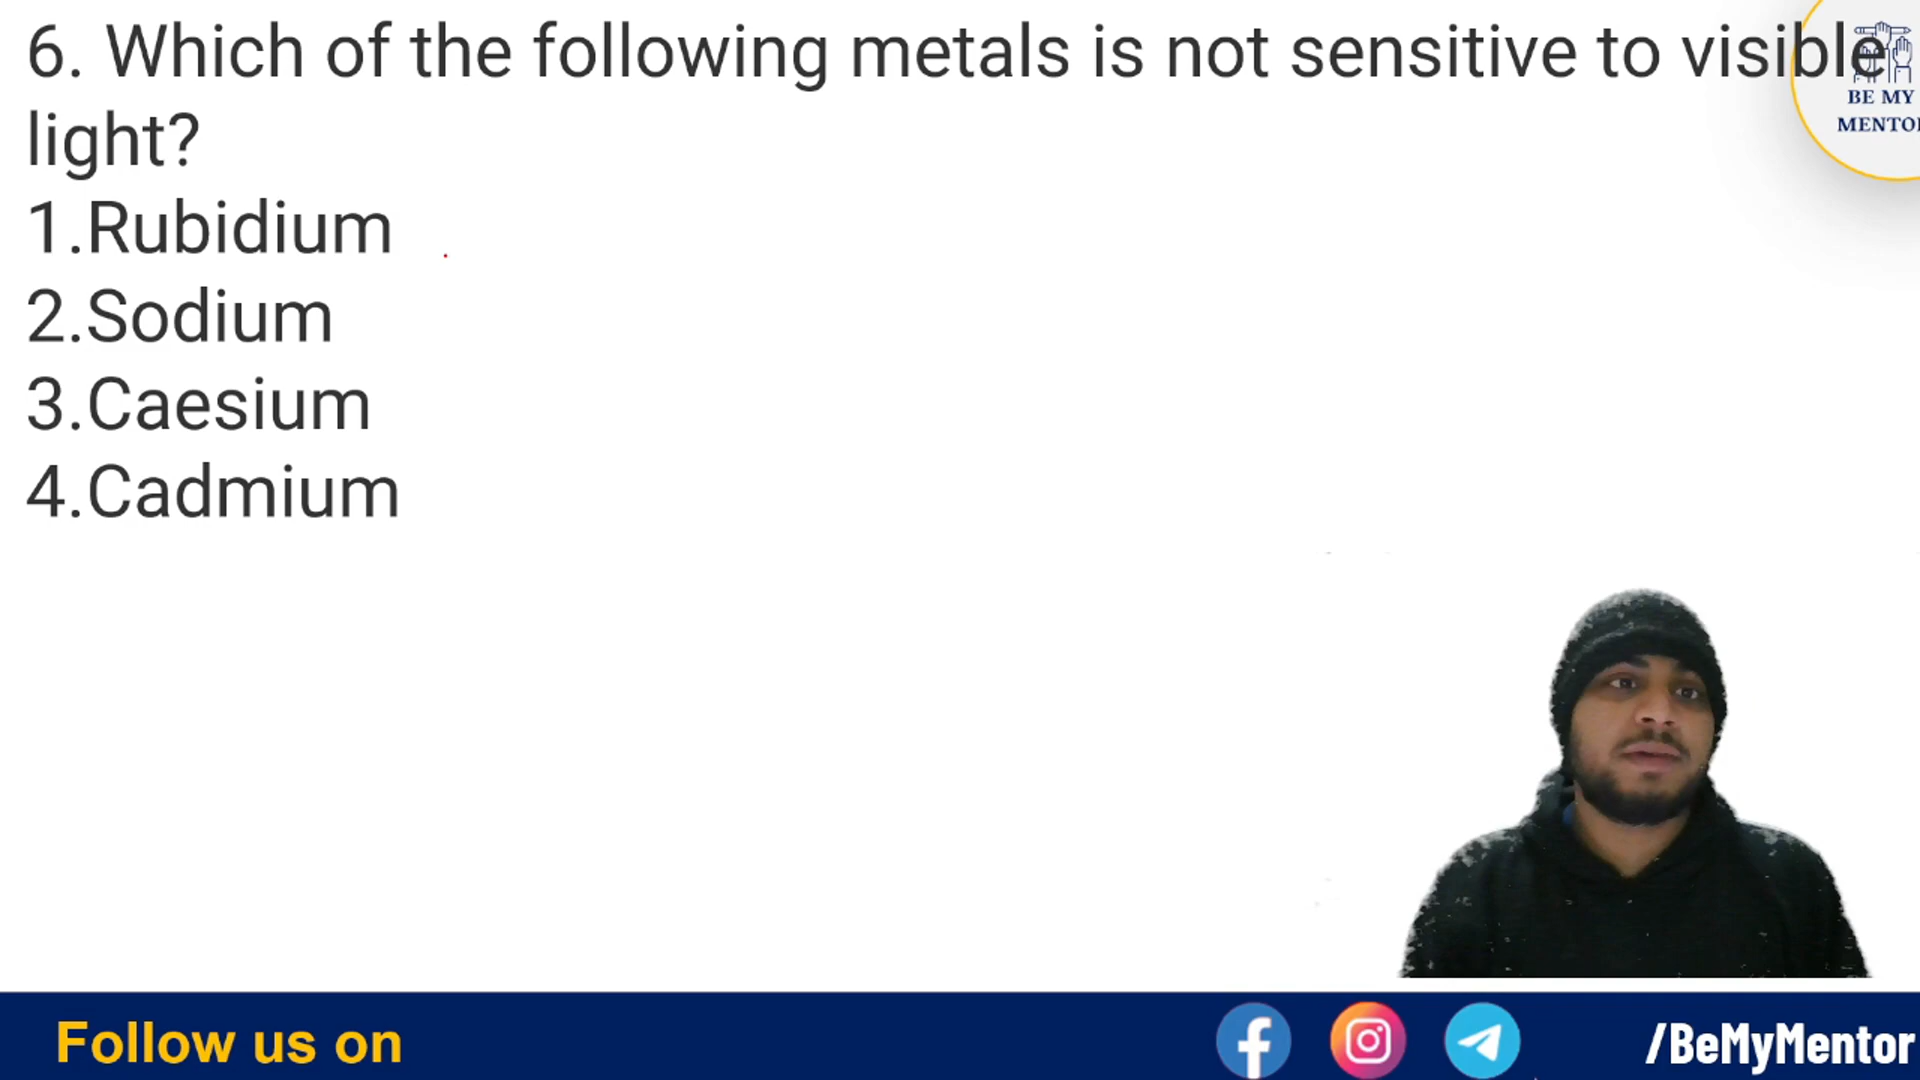 6. Which of the following metals is not sensitive to visible
light?
1.Rubidium
2.Sodium
3.Caesium
4.Cadmium
BE MY
MENTO
Follow us on
/BeMyMentor